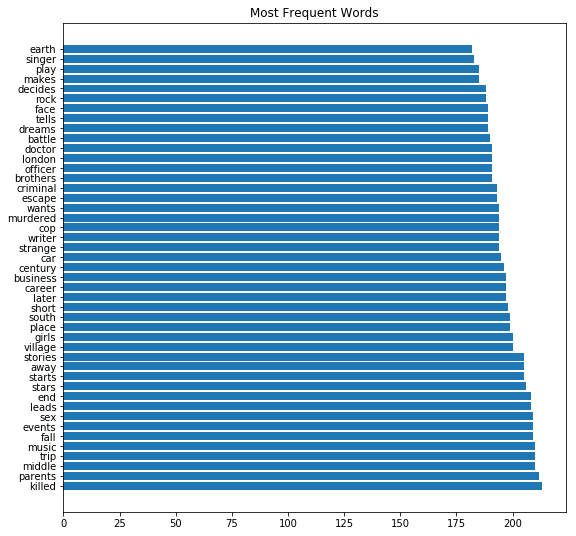 Most Frequent Words
earth
singer
play
makes
decides
rock
face
tells
dreams
battle
doctor
london
officer
brothers
criminal
escape
wants
murdered
cop
writer
strange
car
century
business
career
later
short
south
place
girls
village
stories
away
starts
stars
end
leads
sex
events
fall
music
trip
middle
parents
killed
0 25 50 75 100 125 150 175 200